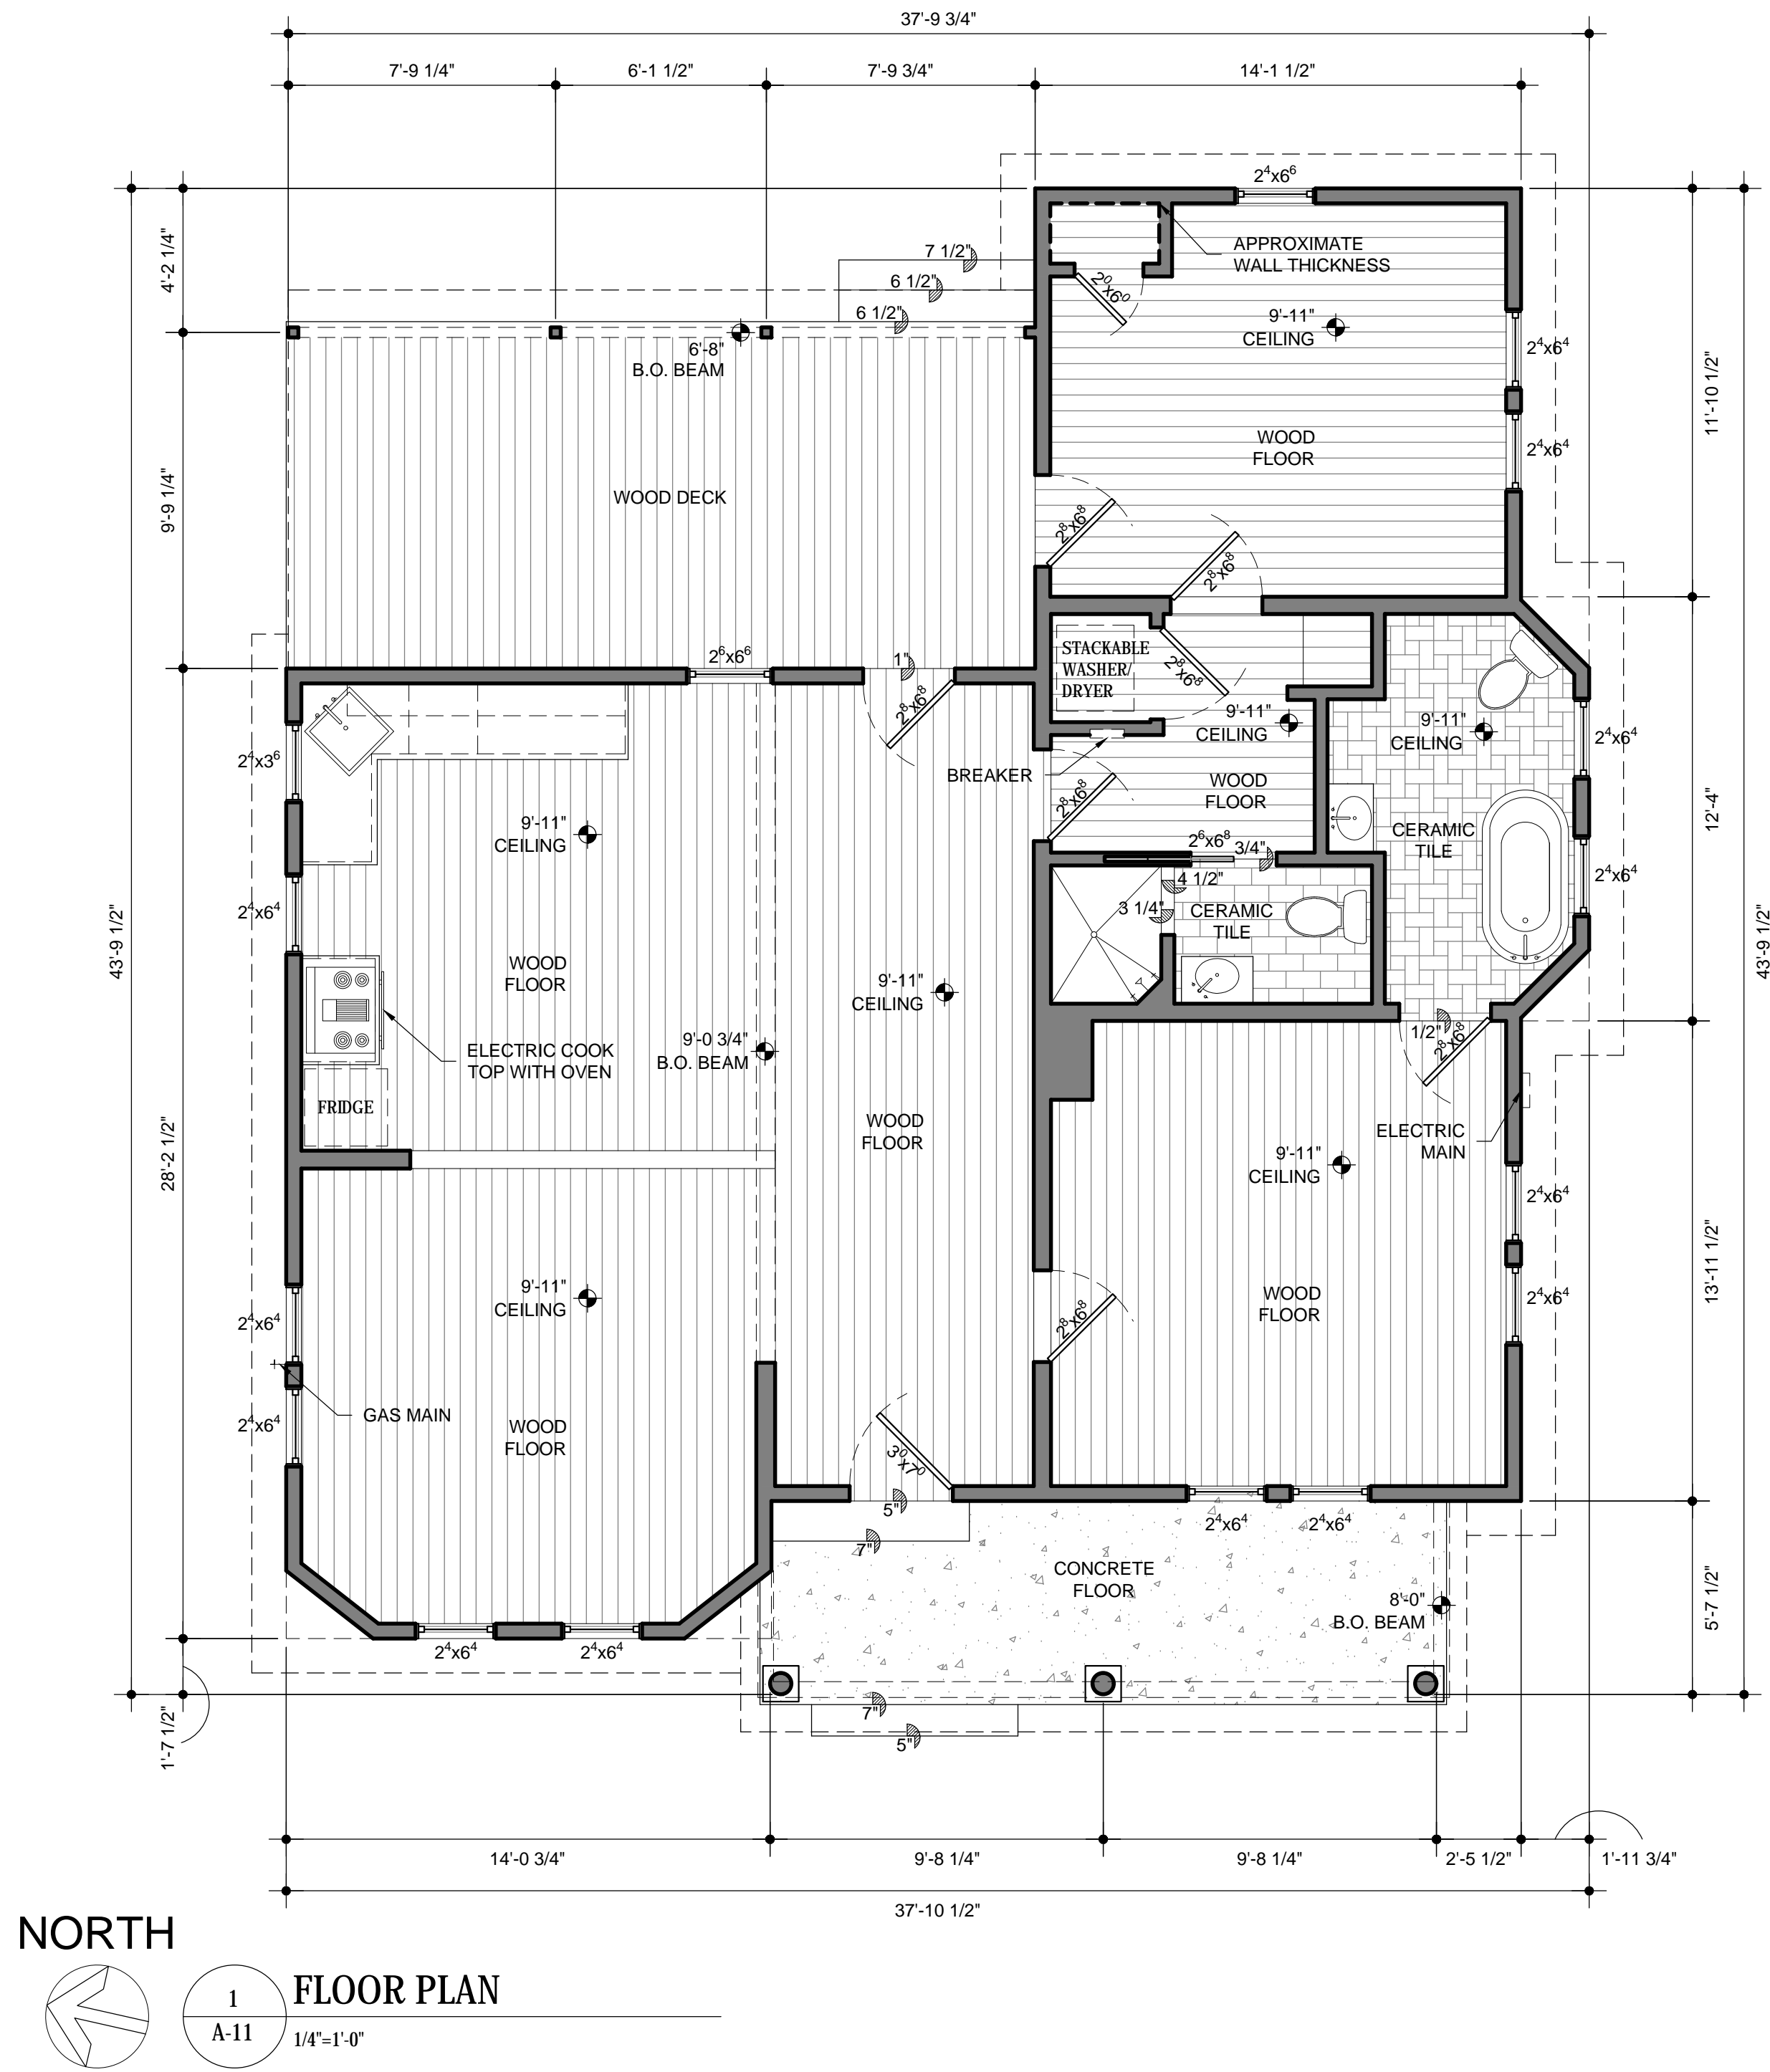 37'-9 3/4"
7'-9 1/4"
6'-1 1/2"
7'-9 3/4"
14'-1 1/2"
2⁴x6⁶
4'-2 1/4"
7 1/2"
6 1/2"
6 1/2"
APPROXIMATE
WALL THICKNESS
2⁰x6⁰
9'-11"
CEILING
2⁴x6⁴
6'-8"
B.O. BEAM
11'-10 1/2"
WOOD
FLOOR
2⁴x6⁴
9'-9 1/4"
WOOD DECK
2⁸x6⁸
2⁸x6⁸
2⁶x6⁶
1"
STACKABLE
WASHER/
DRYER
2⁸x6⁸
2⁸x6⁸
9'-11"
CEILING
9'-11"
CEILING
2⁴x6⁴
2⁴x3⁶
BREAKER
2⁸x6⁸
WOOD
FLOOR
12'-4"
9'-11"
CEILING
CERAMIC
TILE
2⁶x6⁸
3/4"
2⁴x6⁴
4 1/2"
3 1/4"
CERAMIC
TILE
2⁴x6⁴
43'-9 1/2"
43'-9 1/2"
WOOD
FLOOR
9'-11"
CEILING
9'-0 3/4"
B.O. BEAM
1/2"
2⁸x6⁸
ELECTRIC COOK
TOP WITH OVEN
FRIDGE
WOOD
FLOOR
ELECTRIC
MAIN
28'-2 1/2"
9'-11"
CEILING
2⁴x6⁴
13'-11 1/2"
9'-11"
CEILING
WOOD
FLOOR
2⁴x6⁴
2⁴x6⁴
2⁸x6⁸
GAS MAIN
2⁴x6⁴
WOOD
FLOOR
3⁰x7⁰
5"
7"
2⁴x6⁴
2⁴x6⁴
CONCRETE
FLOOR
8'-0"
B.O. BEAM
5'-7 1/2"
2⁴x6⁴
2⁴x6⁴
7"
5"
1'-7 1/2"
14'-0 3/4"
9'-8 1/4"
9'-8 1/4"
2'-5 1/2"
1'-11 3/4"
37'-10 1/2"
NORTH
1
A-11
FLOOR PLAN
1/4"=1'-0"